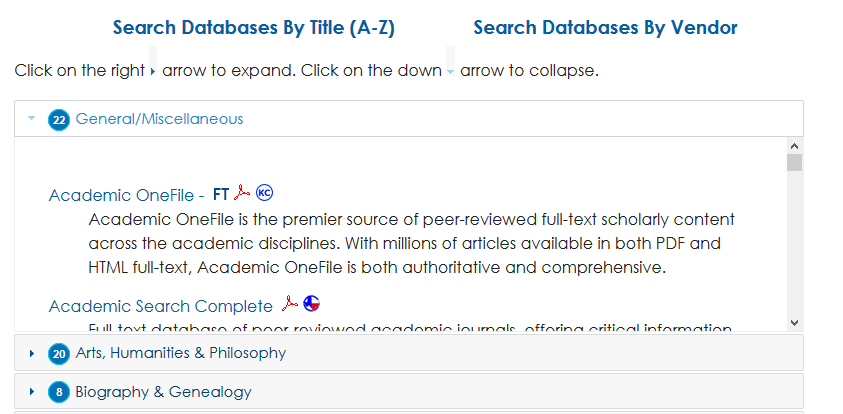 Search Databases By Title (A-Z) Search Databases By Vendor
Click on the right arrow to expand. Click on the down arrow to collapse.
22 General/Miscellaneous
Academic OneFile - FT KC
Academic OneFile is the premier source of peer-reviewed full-text scholarly content
across the academic disciplines. With millions of articles available in both PDF and
HTML full-text, Academic OneFile is both authoritative and comprehensive.
Academic Search Complete
Full-text database of peer-reviewed academic journals, offering critical information
20 Arts, Humanities & Philosophy
8 Biography & Genealogy